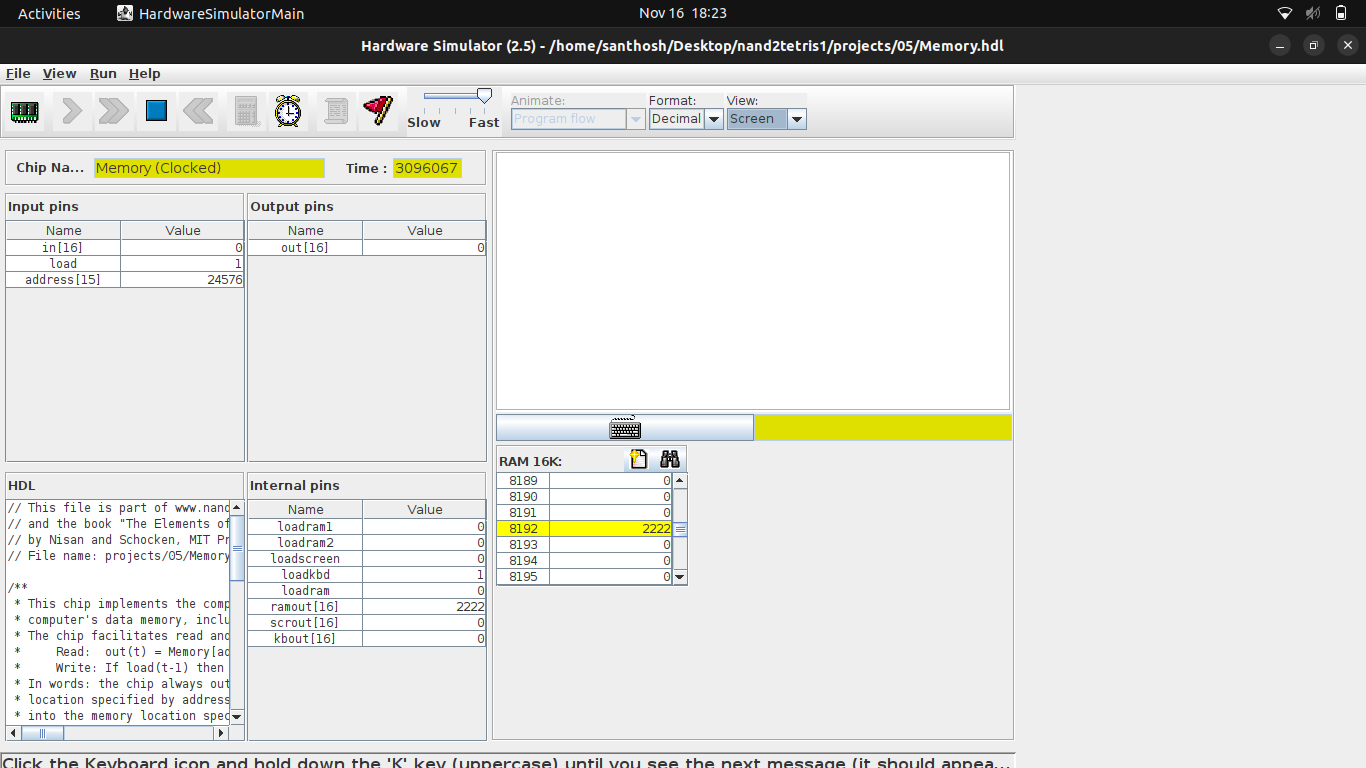 Activities HardwareSimulatorMain Nov 16 18:23
Hardware Simulator (2.5) - /home/santhosh/Desktop/nand2tetris1/projects/05/Memory.hdl
File View Run Help
Animate: Format: View:
Slow Fast Program flow Decimal Screen
Chip Na... Memory (Clocked) Time : 3096067
Input pins
Name Value
in[16] 0
load 1
address[15] 24576
Output pins
Name Value
out[16] 0
HDL
// This file is part of www.nand
// and the book "The Elements of
// by Nisan and Schocken, MIT Pr
// File name: projects/05/Memory
/**
* This chip implements the comp
* computer's data memory, inclu
* The chip facilitates read and
* Read: out(t) = Memory[ad
* Write: If load(t-1) then
* In words: the chip always out
* location specified by address
* into the memory location spec
Internal pins
Name Value
loadram1 0
loadram2 0
loadscreen 0
loadkbd 1
loadram 0
ramout[16] 2222
scrout[16] 0
kbout[16] 0
RAM 16K:
8189 0
8190 0
8191 0
8192 2222
8193 0
8194 0
8195 0
Click the Keyboard icon and hold down the 'K' key (uppercase) until you see the next message (it should appea...